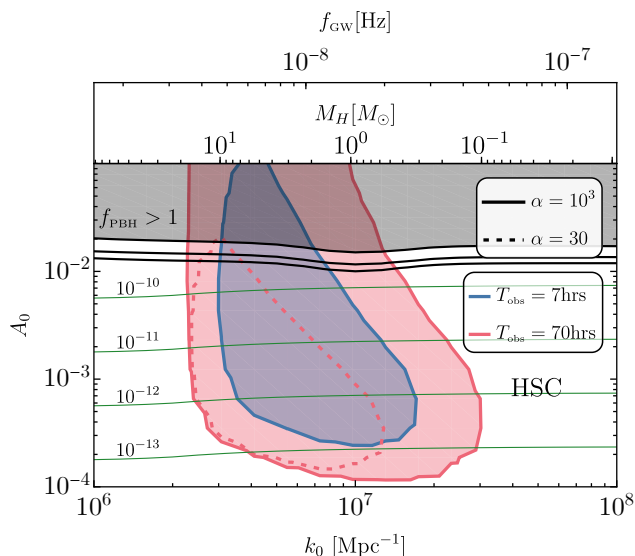 f_GW[Hz]
10^-8 10^-7
M_H[M_⊙]
10^1 10^0 10^-1
f_PBH > 1
α = 10^3
α = 30
10^-2
10^-10
T_obs = 7hrs
T_obs = 70hrs
A_0
10^-11
10^-3
HSC
10^-12
10^-13
10^-4
10^6 10^7 10^8
k_0 [Mpc^-1]